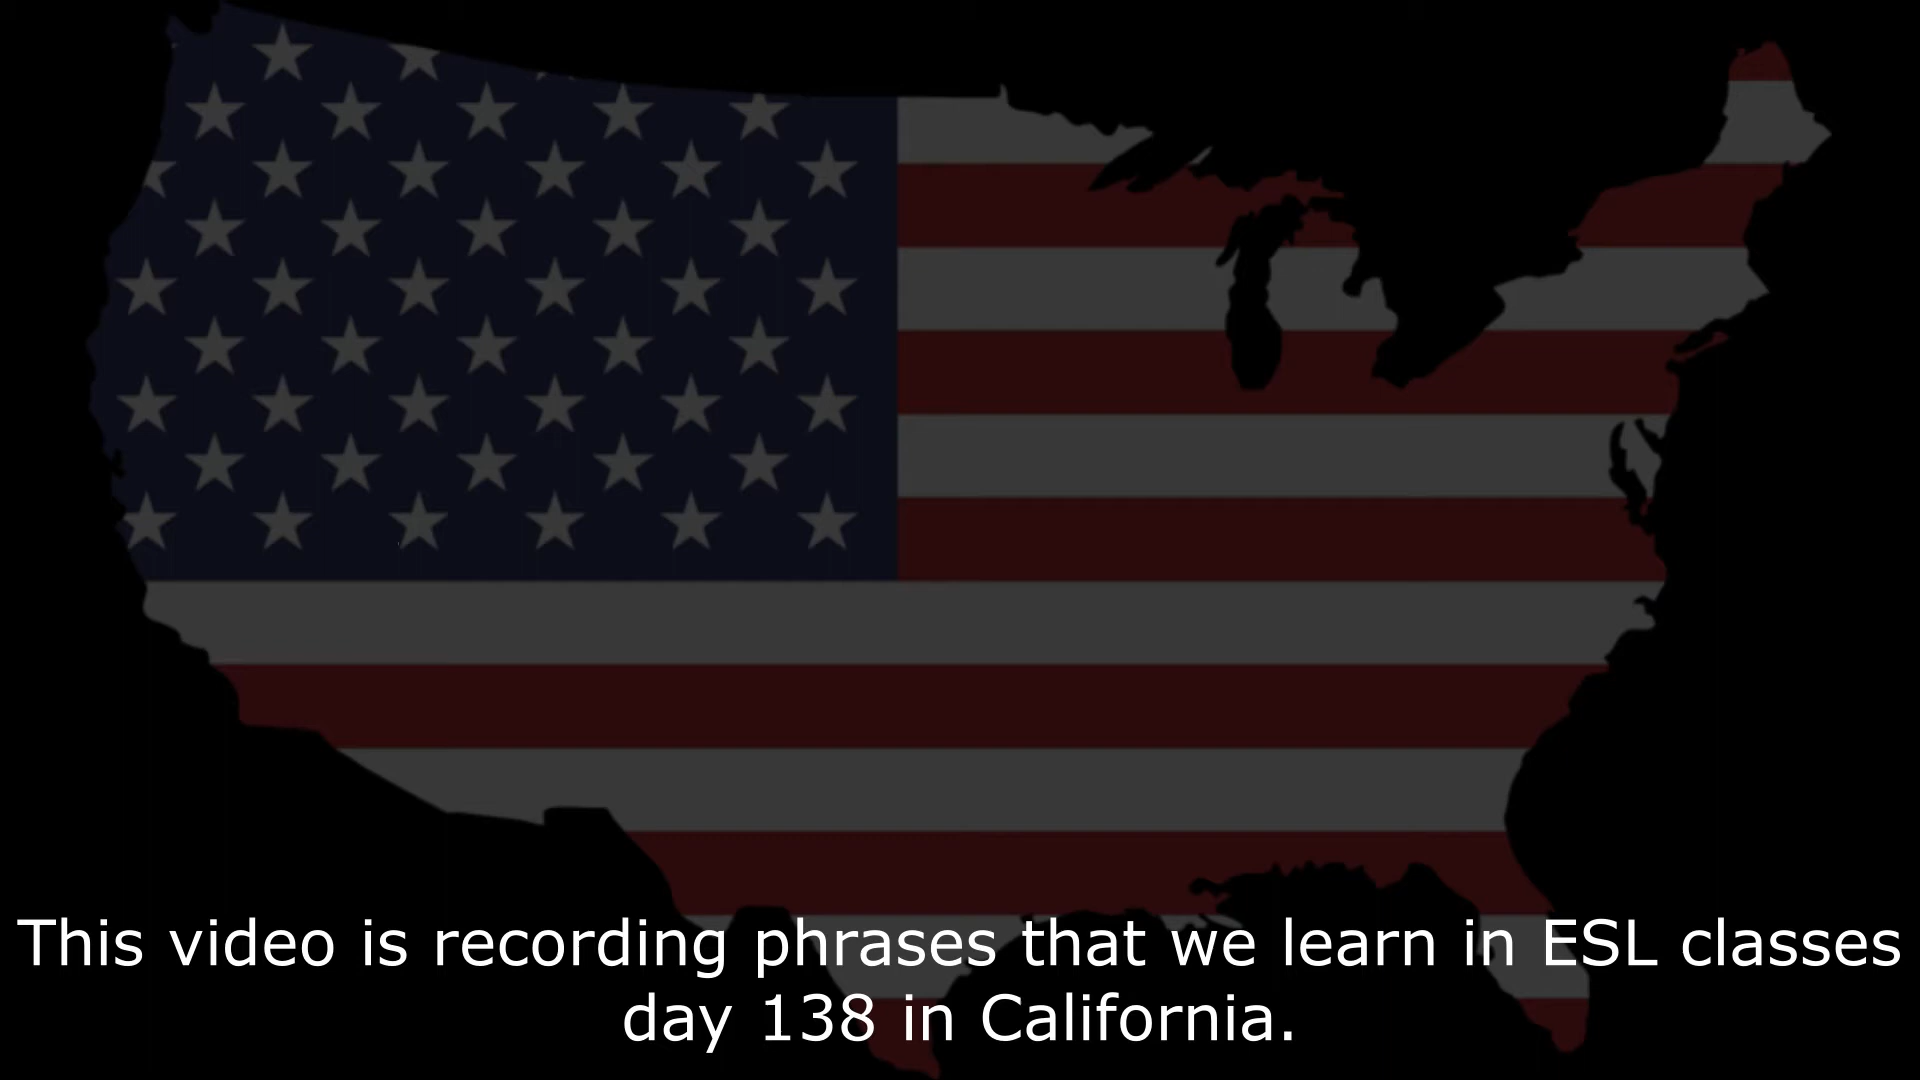 This video is recording phrases that we learn in ESL classes
day 138 in California.